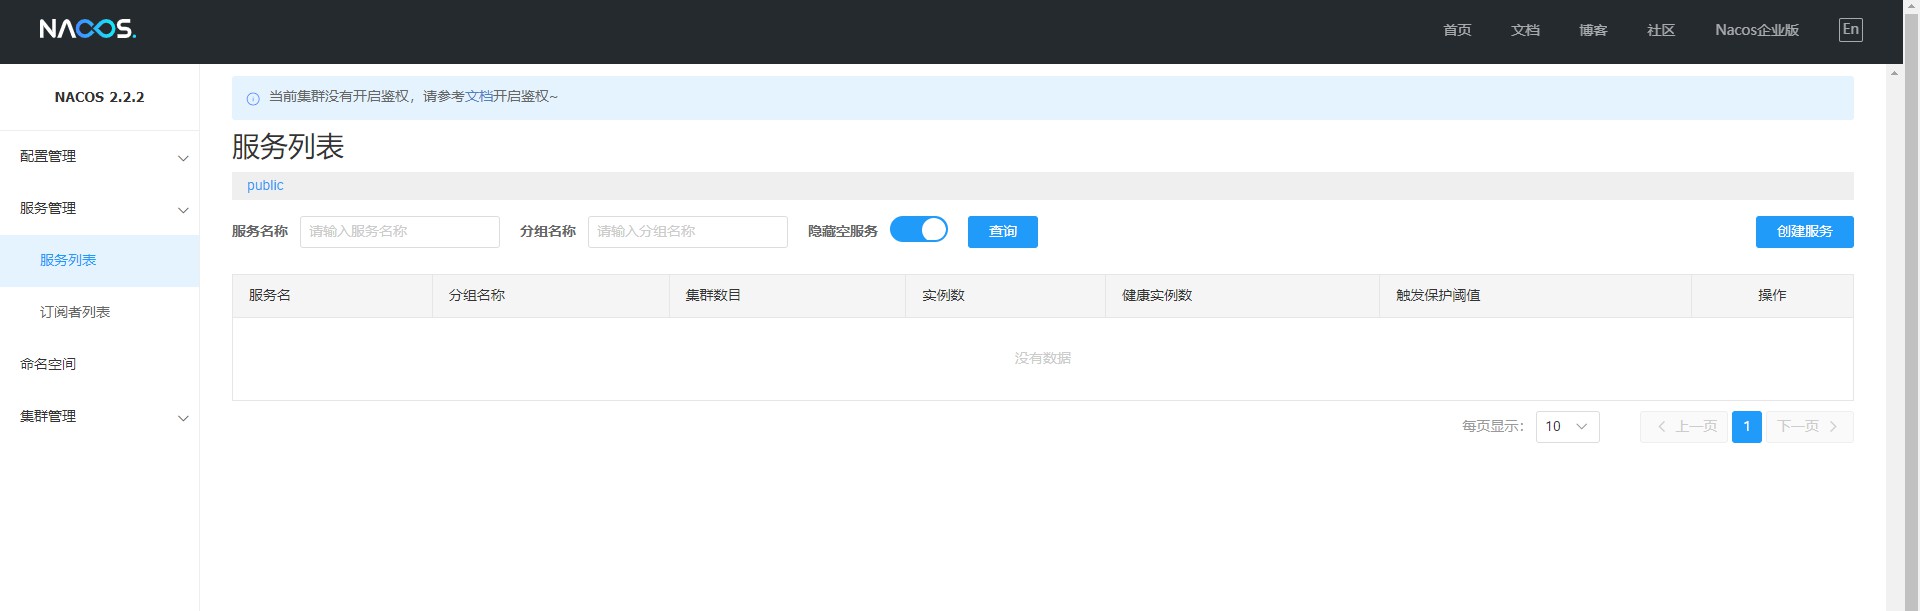 NACOS.
首页 文档 博客 社区 Nacos企业版 En
NACOS 2.2.2
配置管理
服务管理
服务列表
订阅者列表
命名空间
集群管理
当前集群没有开启鉴权，请参考文档开启鉴权~
服务列表
public
服务名称 请输入服务名称 分组名称 请输入分组名称 隐藏空服务 查询 创建服务
服务名 分组名称 集群数目 实例数 健康实例数 触发保护阈值 操作
没有数据
每页显示： 10 上一页 1 下一页